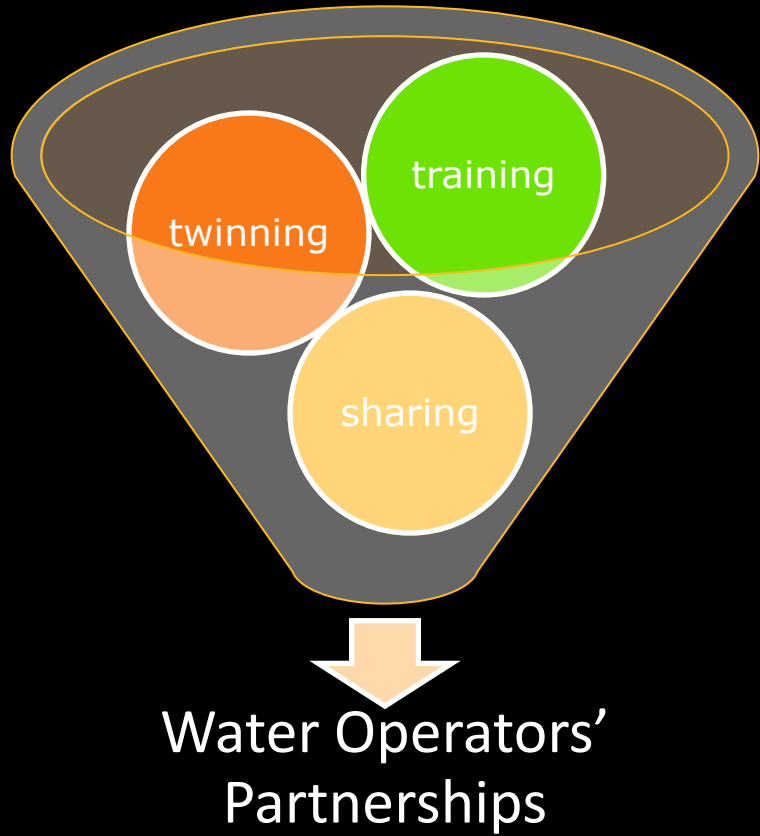 training
twinning
sharing
Water Operators’
Partnerships